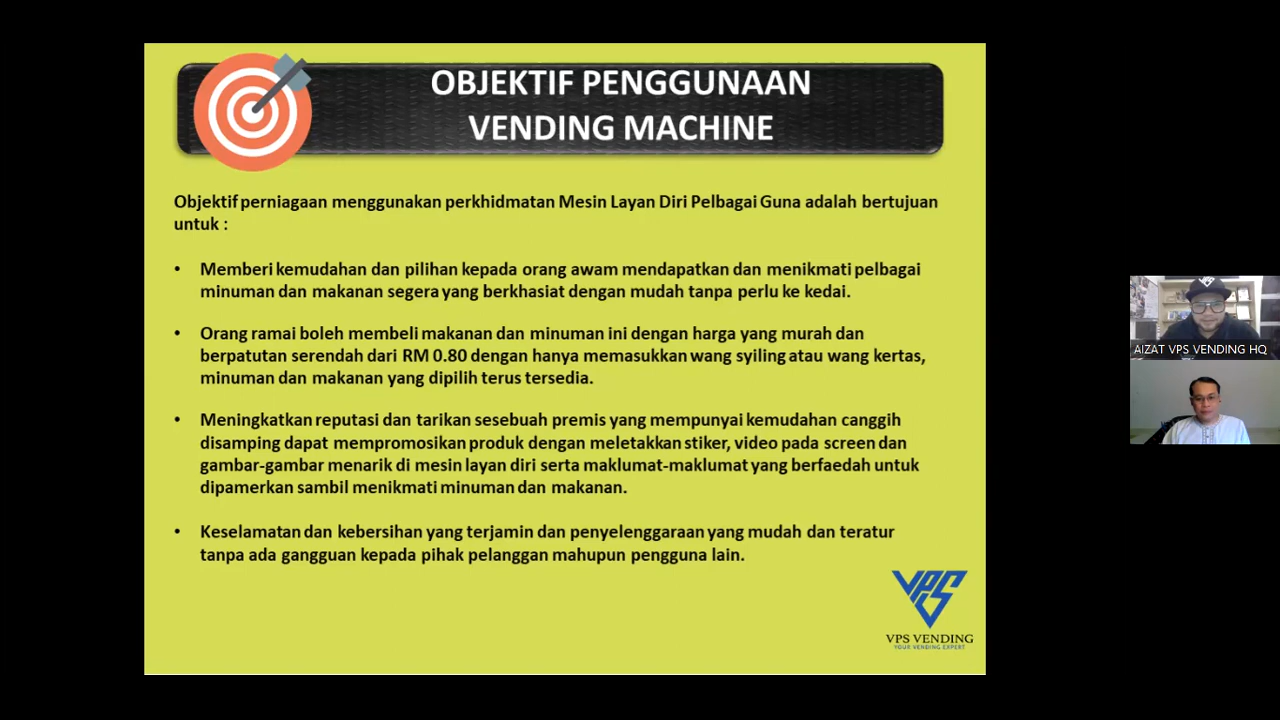 OBJEKTIF PENGGUNAAN
VENDING MACHINE
Objektif perniagaan menggunakan perkhidmatan Mesin Layan Diri Pelbagai Guna adalah bertujuan
untuk :
• Memberi kemudahan dan pilihan kepada orang awam mendapatkan dan menikmati pelbagai
minuman dan makanan segera yang berkhasiat dengan mudah tanpa perlu ke kedai.
• Orang ramai boleh membeli makanan dan minuman ini dengan harga yang murah dan
berpatutan serendah dari RM 0.80 dengan hanya memasukkan wang syiling atau wang kertas,
minuman dan makanan yang dipilih terus tersedia.
• Meningkatkan reputasi dan tarikan sesebuah premis yang mempunyai kemudahan canggih
disamping dapat mempromosikan produk dengan meletakkan stiker, video pada screen dan
gambar-gambar menarik di mesin layan diri serta maklumat-maklumat yang berfaedah untuk
dipamerkan sambil menikmati minuman dan makanan.
• Keselamatan dan kebersihan yang terjamin dan penyelenggaraan yang mudah dan teratur
tanpa ada gangguan kepada pihak pelanggan mahupun pengguna lain.
VPS
VPS VENDING
YOUR VENDING EXPERT
AIZAT VPS VENDING HQ